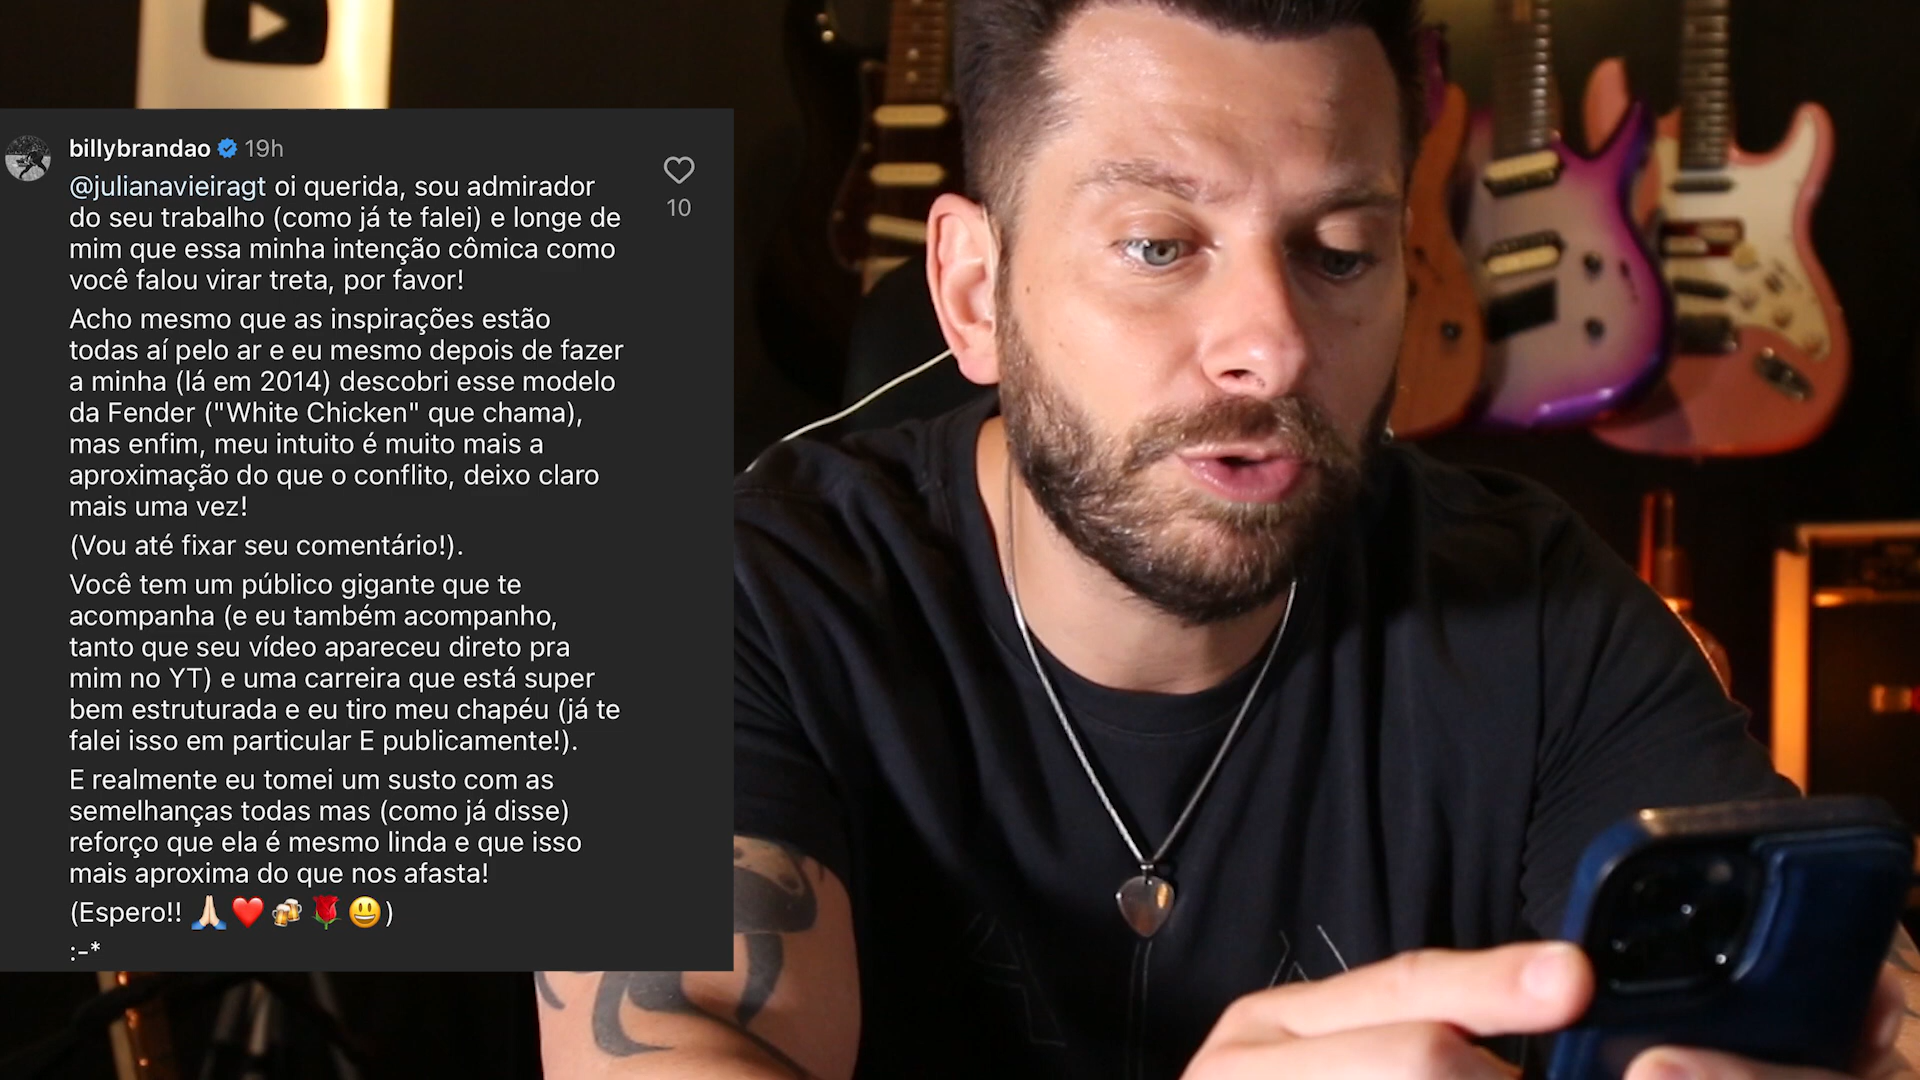 billybrandao 19h
@julianavieiragt oi querida, sou admirador
do seu trabalho (como já te falei) e longe de
mim que essa minha intenção cômica como
você falou virar treta, por favor!
10
Acho mesmo que as inspirações estão
todas aí pelo ar e eu mesmo depois de fazer
a minha (lá em 2014) descobri esse modelo
da Fender ("White Chicken" que chama),
mas enfim, meu intuito é muito mais a
aproximação do que o conflito, deixo claro
mais uma vez!
(Vou até fixar seu comentário!).
Você tem um público gigante que te
acompanha (e eu também acompanho,
tanto que seu vídeo apareceu direto pra
mim no YT) e uma carreira que está super
bem estruturada e eu tiro meu chapéu (já te
falei isso em particular E publicamente!).
E realmente eu tomei um susto com as
semelhanças todas mas (como já disse)
reforço que ela é mesmo linda e que isso
mais aproxima do que nos afasta!
(Espero!! 🙏🏻❤️🍻🌹😃)
:-*